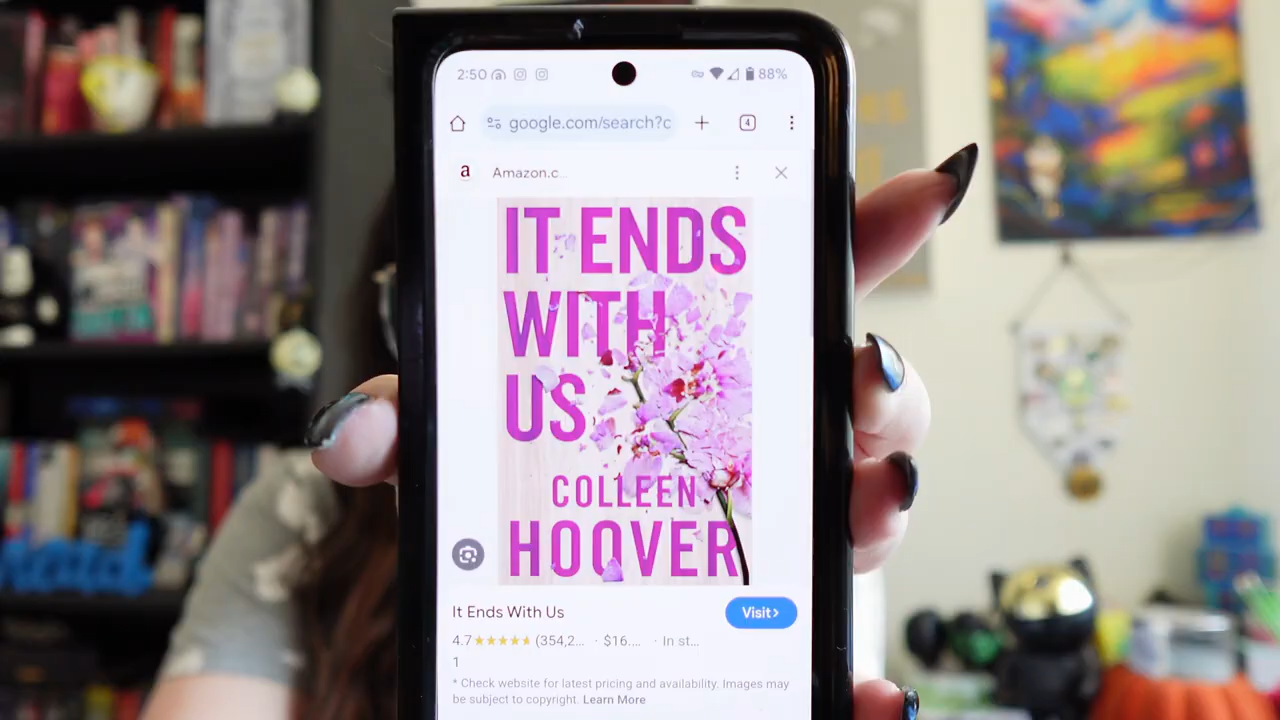 2:50 88%
google.com/search?c 4
a Amazon.c...
IT ENDS
WITH
US
COLLEEN
HOOVER
It Ends With Us
Visit>
4.7 (354,2... · $16.... · In st...
1
* Check website for latest pricing and availability. Images may
be subject to copyright. Learn More